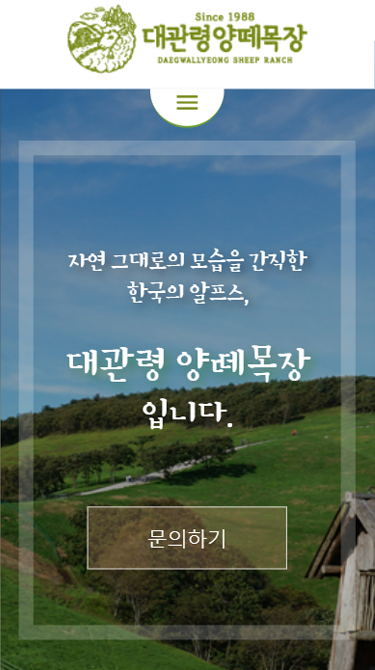 Since 1988
대관령양떼목장
DAEGWALLYEONG SHEEP RANCH
자연 그대로의 모습을 간직한
한국의 알프스,
대관령 양떼목장
입니다.
문의하기